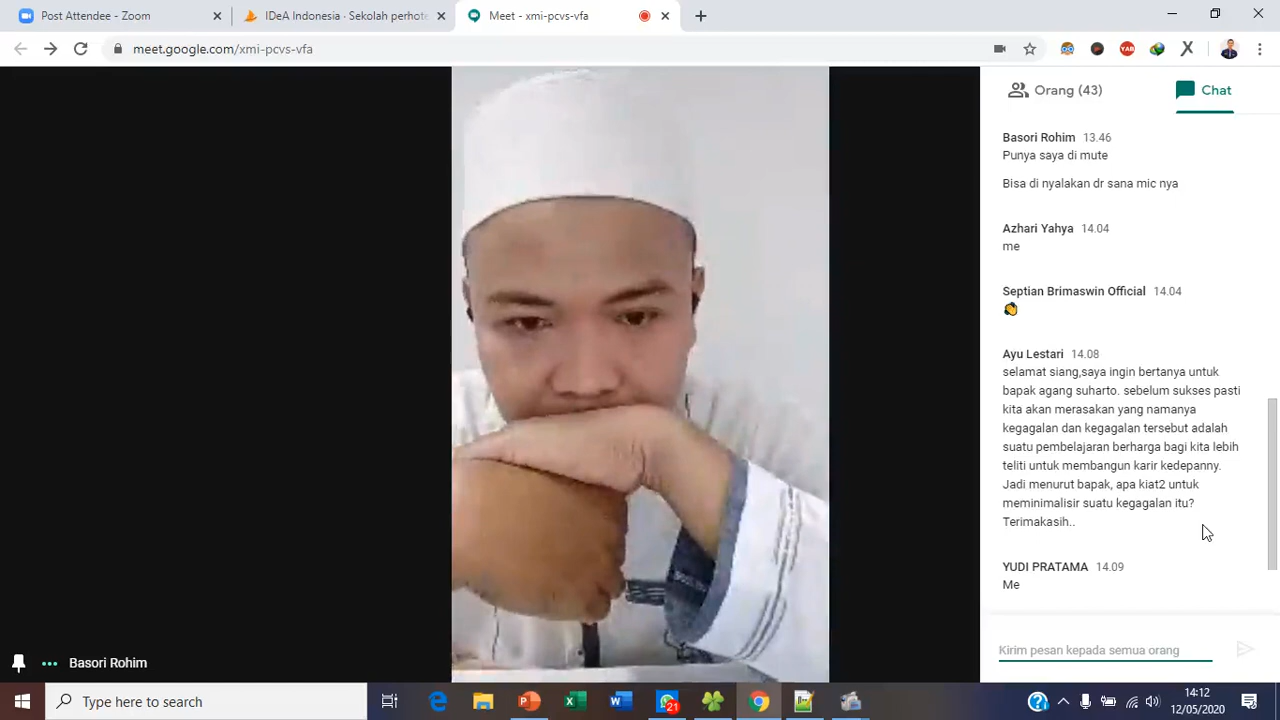 Post Attendee - Zoom
IDeA Indonesia · Sekolah perhote
Meet - xmi-pcvs-vfa
meet.google.com/xmi-pcvs-vfa
YAB
Orang (43)
Chat
Basori Rohim 13.46
Punya saya di mute
Bisa di nyalakan dr sana mic nya
Azhari Yahya 14.04
me
Septian Brimaswin Official 14.04
Ayu Lestari 14.08
selamat siang,saya ingin bertanya untuk
bapak agang suharto. sebelum sukses pasti
kita akan merasakan yang namanya
kegagalan dan kegagalan tersebut adalah
suatu pembelajaran berharga bagi kita lebih
teliti untuk membangun karir kedepanny.
Jadi menurut bapak, apa kiat2 untuk
meminimalisir suatu kegagalan itu?
Terimakasih..
YUDI PRATAMA 14.09
Me
Kirim pesan kepada semua orang
Basori Rohim
Type here to search
21
14:12
12/05/2020